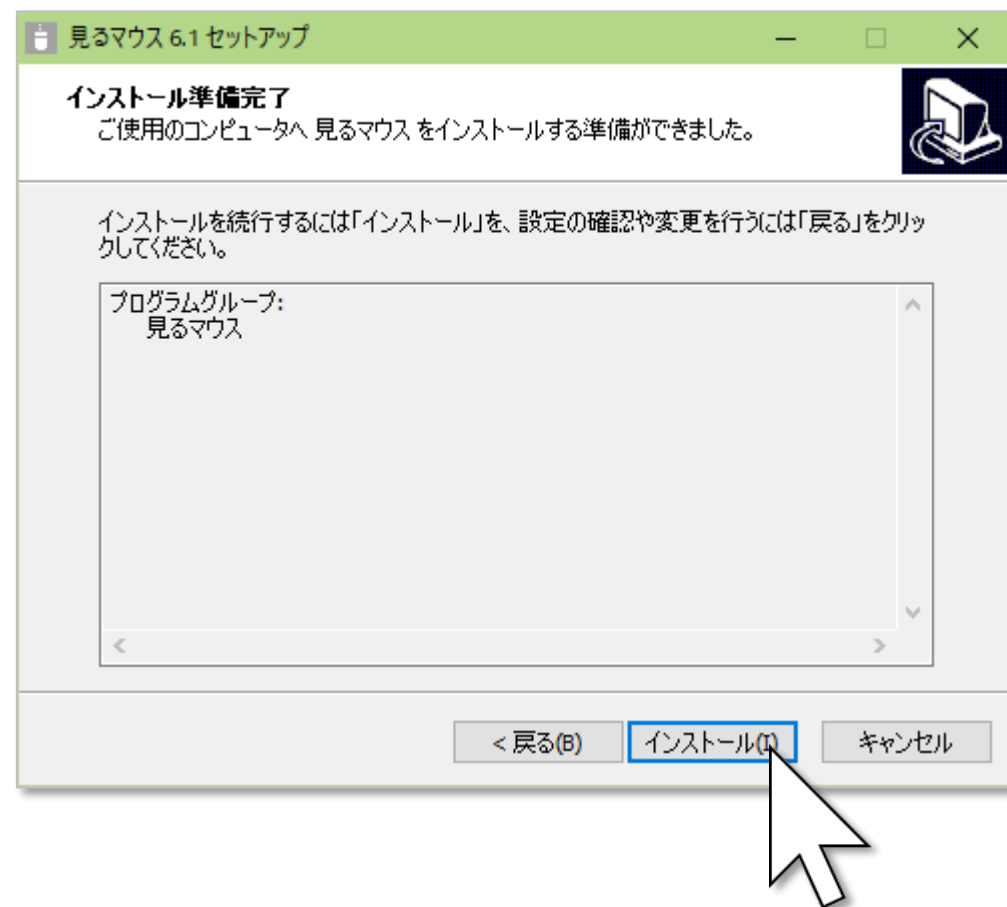 見るマウス 6.1 セットアップ
インストール準備完了
ご使用のコンピュータへ 見るマウス をインストールする準備ができました。
インストールを続行するには「インストール」を、設定の確認や変更を行うには「戻る」をクリッ
クしてください。
プログラムグループ:
見るマウス
< 戻る(B) インストール(I) キャンセル